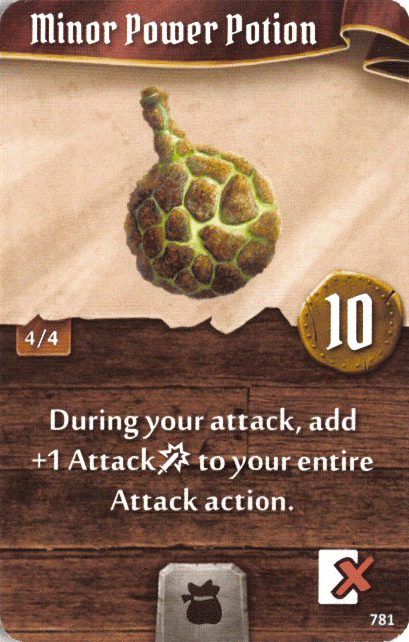 Minor Power Potion
4/4
10
During your attack, add
+1 Attack to your entire
Attack action.
781